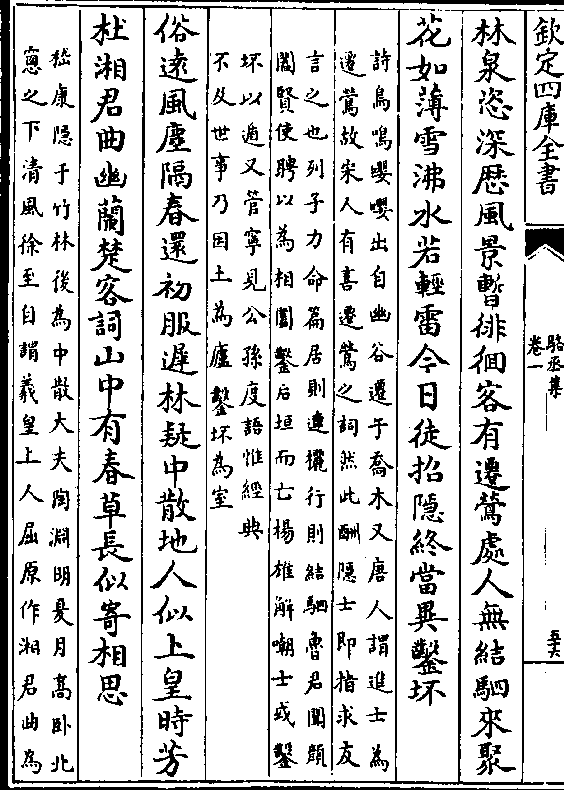 欽定四庫全書
駱丞集
卷一
五十六
林泉恣深歴風景暫徘徊客有遷鶯處人無結駟來聚
花如薄雪沸水若輕雷今日徒招隠終當異鑿坏
詩鳥鳴嚶嚶出自幽谷遷于喬木又唐人謂進士為
遷鶯故宋人有喜遷鶯之詞然此酬隠士即指求友
言之也列子力命篇居則連欐行則結駟魯君聞顔
闔賢使聘以為相闔鑿后垣而亡楊雄解嘲士或鑿
坏以遁又管寧見公孫度語惟經典
不及世事乃因土為廬鑿坏為室
俗逺風塵隔春還初服遲林疑中散地人似上皇時芳
杜湘君曲幽蘭楚客詞山中有春草長似寄相思
嵇康隠于竹林後為中散大夫陶淵明夏月髙卧北
窻之下清風徐至自謂羲皇上人屈原作湘君曲為